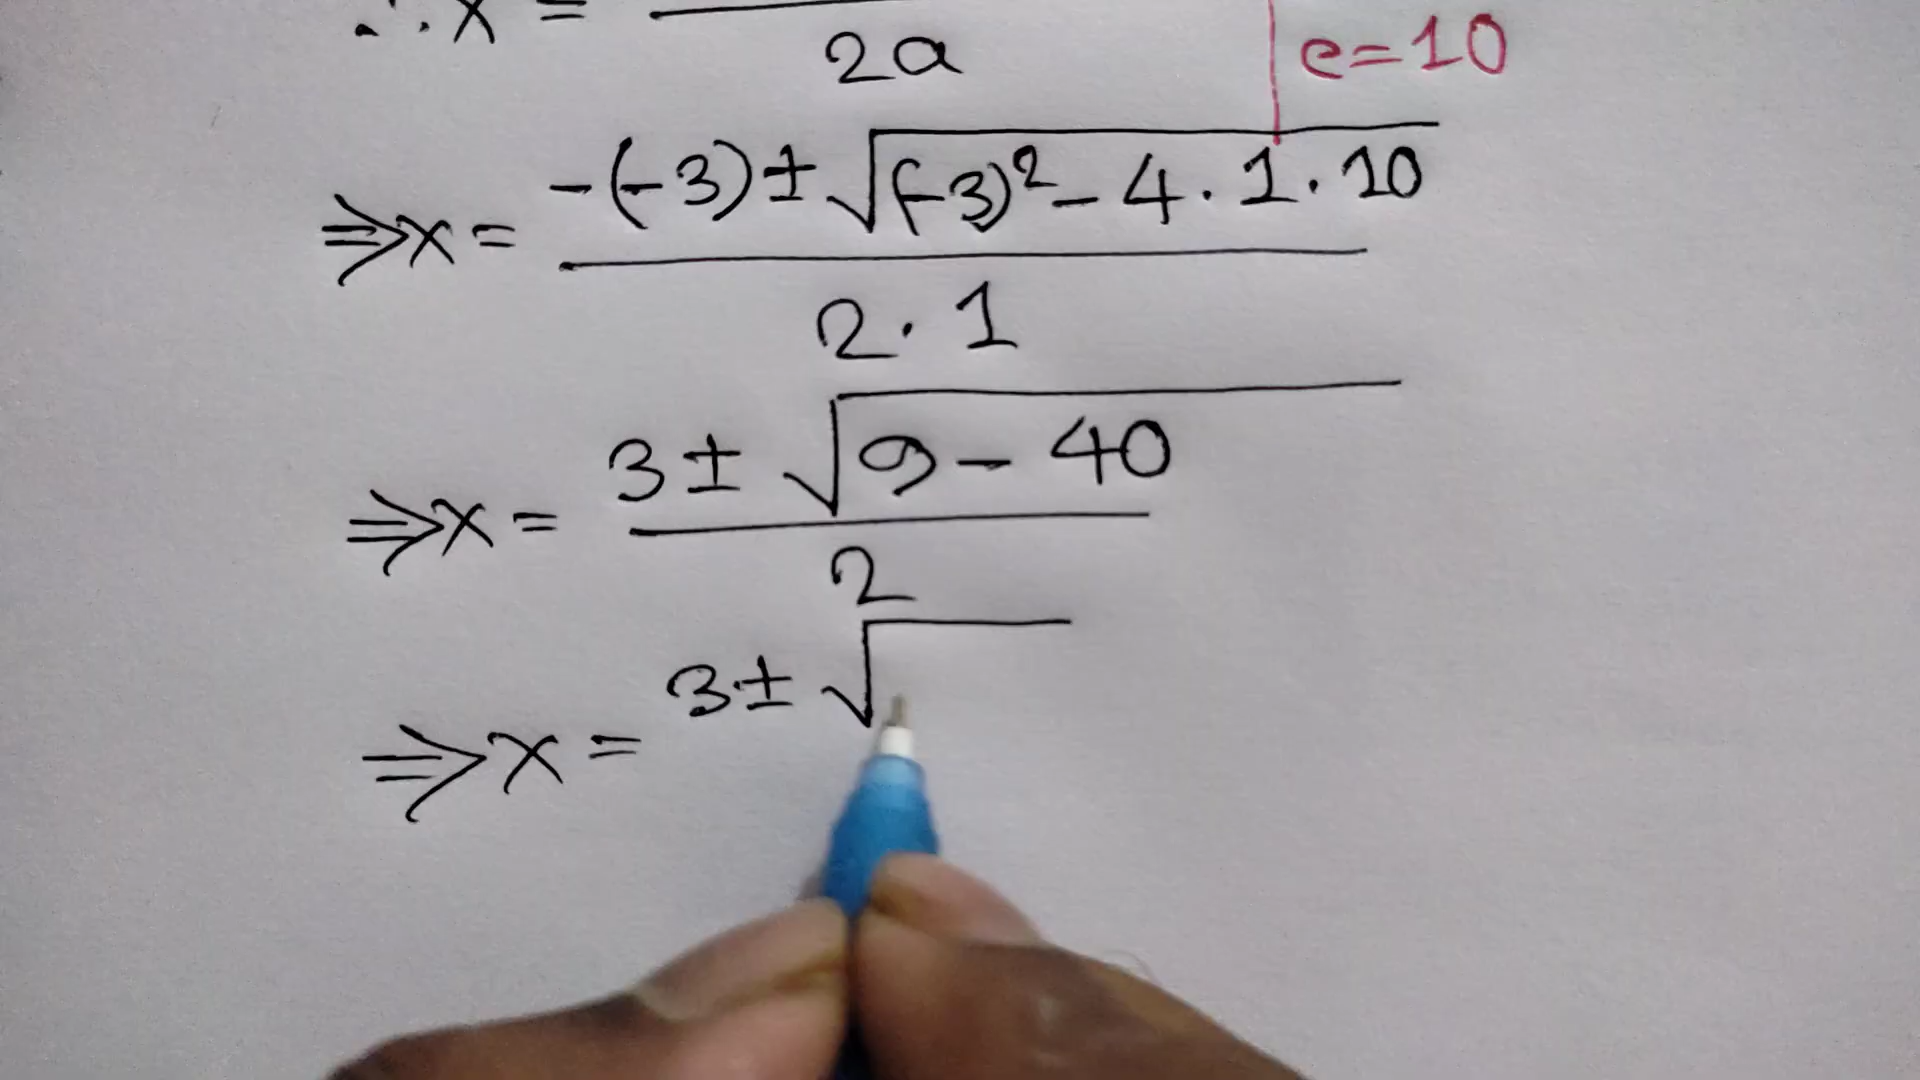 ∴ x = ———
2a
c=10
⇒x = -(-3) ± √(-3)² - 4 . 1 . 10
2 . 1
⇒x = 3 ± √9 - 40
2
⇒x = 3 ± √